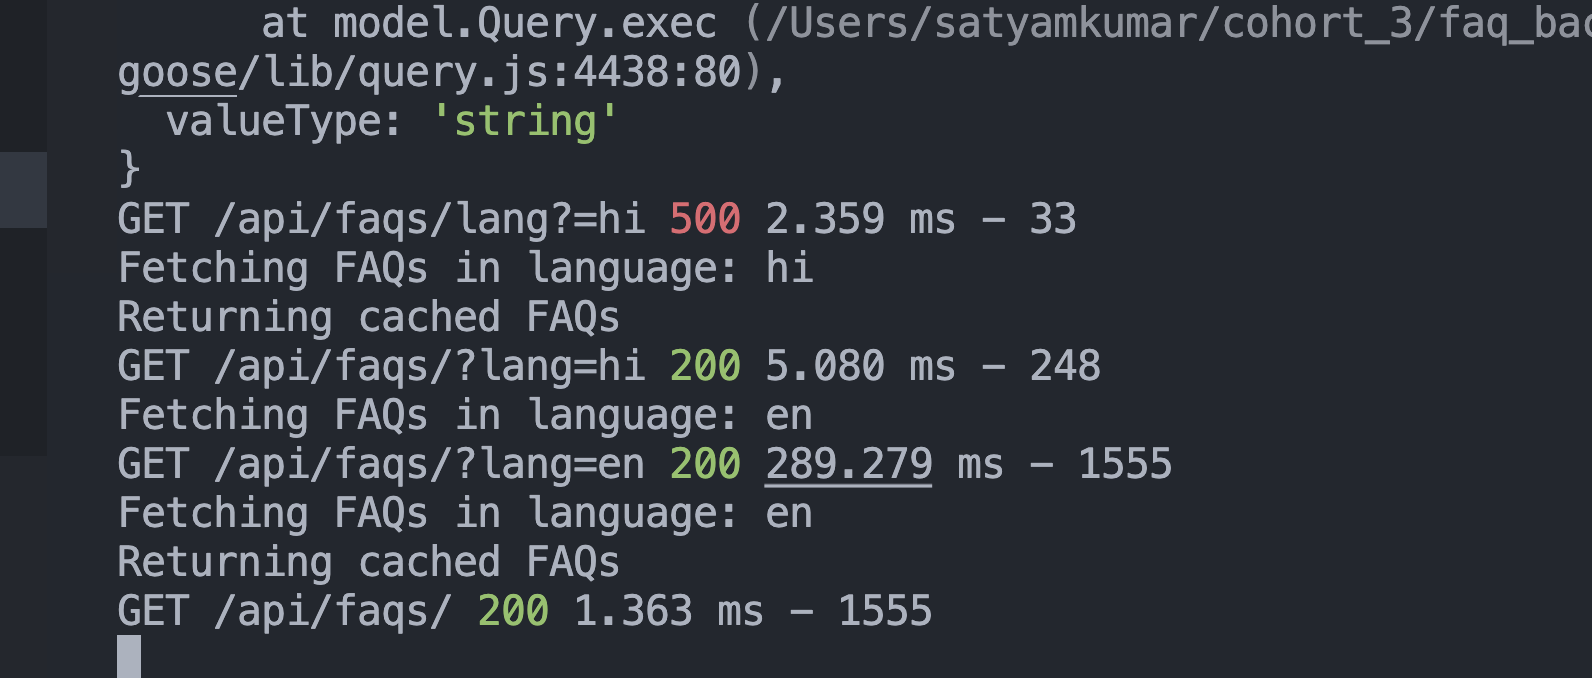 at model.Query.exec (/Users/satyamkumar/cohort_3/faq_bac
goose/lib/query.js:4438:80),
valueType: 'string'
}
GET /api/faqs/lang?=hi 500 2.359 ms - 33
Fetching FAQs in language: hi
Returning cached FAQs
GET /api/faqs/?lang=hi 200 5.080 ms - 248
Fetching FAQs in language: en
GET /api/faqs/?lang=en 200 289.279 ms - 1555
Fetching FAQs in language: en
Returning cached FAQs
GET /api/faqs/ 200 1.363 ms - 1555